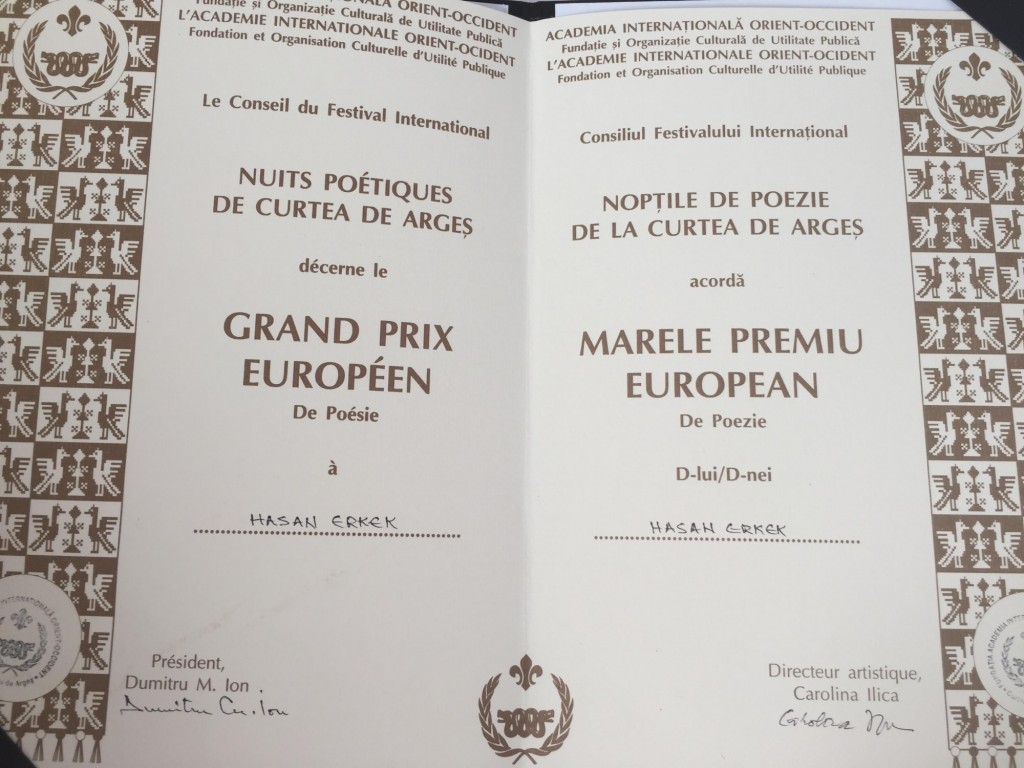 ORIENT-OCCIDENT
Fundație și Organizație Culturală de Utilitate Publică
L'ACADEMIE INTERNATIONALE ORIENT-OCIDENT
Fondation et Organisation Culturelle d'Utilité Publique
Le Conseil du Festival International
NUITS POÉTIQUES
DE CURTEA DE ARGEȘ
décerne le
GRAND PRIX
EUROPÉEN
De Poésie
à
HASAN ERKEK
Président,
Dumitru M. Ion
ACADEMIA INTERNATIONALĂ ORIENT-OCCIDENT
Fundație și Organizație Culturală de Utilitate Publică
L'ACADEMIE INTERNATIONALE ORIENT-OCCIDENT
Fondation et Organisation Culturelle d'Utilité Publique
Consiliul Festivalului Internațional
NOPȚILE DE POEZIE
DE LA CURTEA DE ARGEȘ
acordă
MARELE PREMIU
EUROPEAN
De Poezie
D-lui/D-nei
HASAN ERKEK
Directeur artistique,
Carolina Ilica